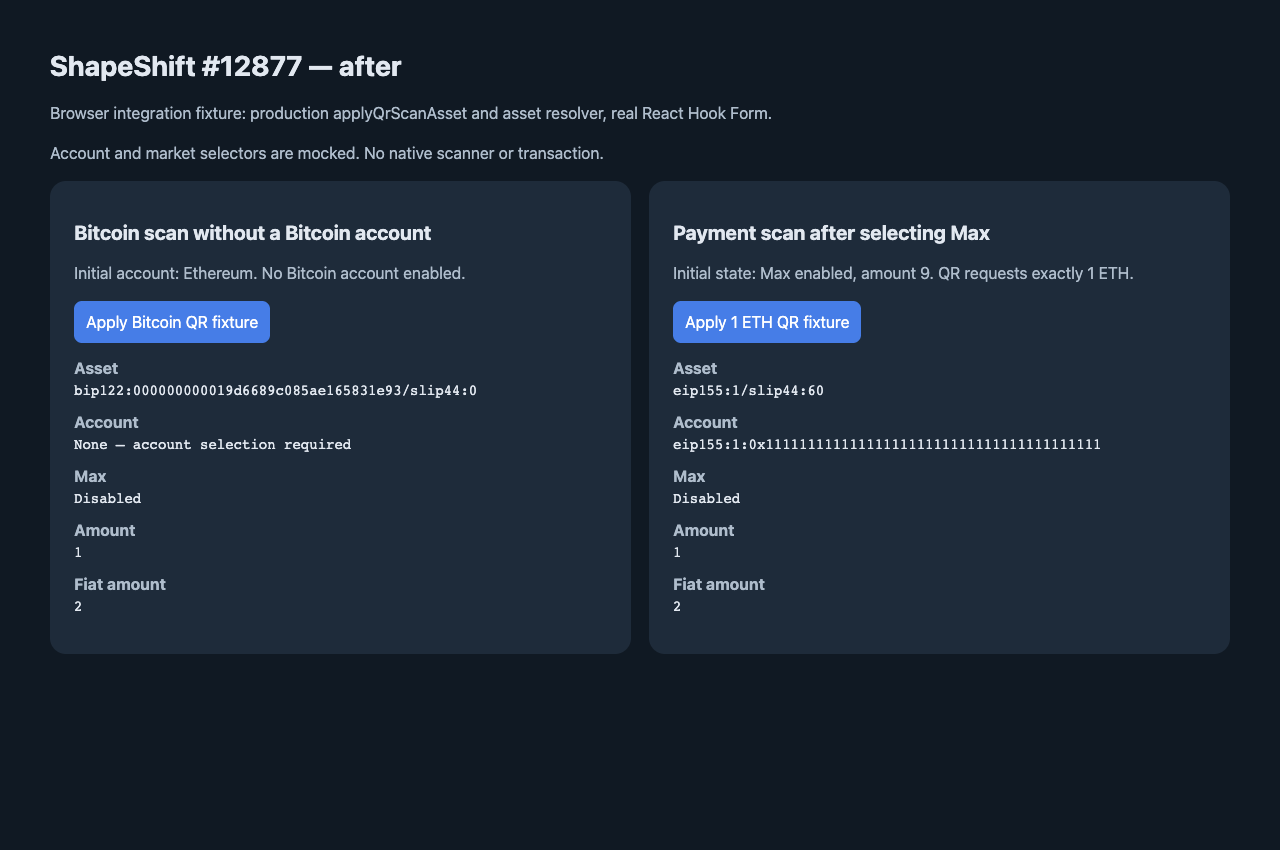 ShapeShift #12877 — after
Browser integration fixture: production applyQrScanAsset and asset resolver, real React Hook Form.
Account and market selectors are mocked. No native scanner or transaction.
Bitcoin scan without a Bitcoin account
Initial account: Ethereum. No Bitcoin account enabled.
Apply Bitcoin QR fixture
Asset
bip122:000000000019d6689c085ae165831e93/slip44:0
Account
None — account selection required
Max
Disabled
Amount
1
Fiat amount
2
Payment scan after selecting Max
Initial state: Max enabled, amount 9. QR requests exactly 1 ETH.
Apply 1 ETH QR fixture
Asset
eip155:1/slip44:60
Account
eip155:1:0x1111111111111111111111111111111111111111
Max
Disabled
Amount
1
Fiat amount
2